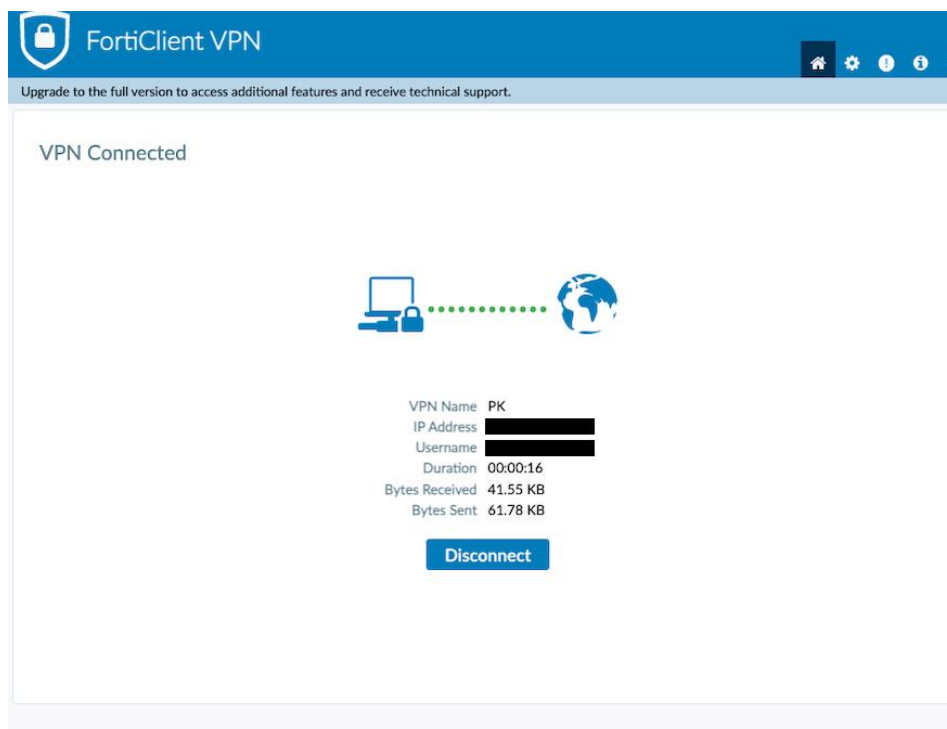 FortiClient VPN
Upgrade to the full version to access additional features and receive technical support.
VPN Connected
VPN Name PK
IP Address
Username
Duration 00:00:16
Bytes Received 41.55 KB
Bytes Sent 61.78 KB
Disconnect